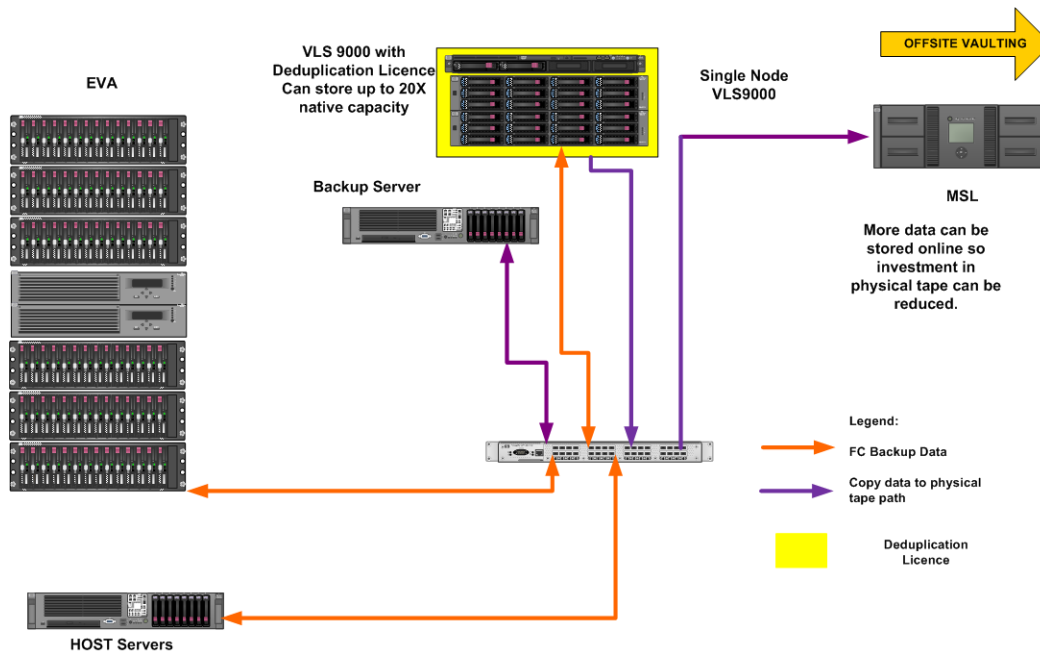 OFFSITE VAULTING
VLS 9000 with
Deduplication Licence
Can store up to 20X
native capacity
EVA
Single Node
VLS9000
Backup Server
MSL
More data can be
stored online so
investment in
physical tape can be
reduced.
Legend:
FC Backup Data
Copy data to physical
tape path
Deduplication
Licence
HOST Servers